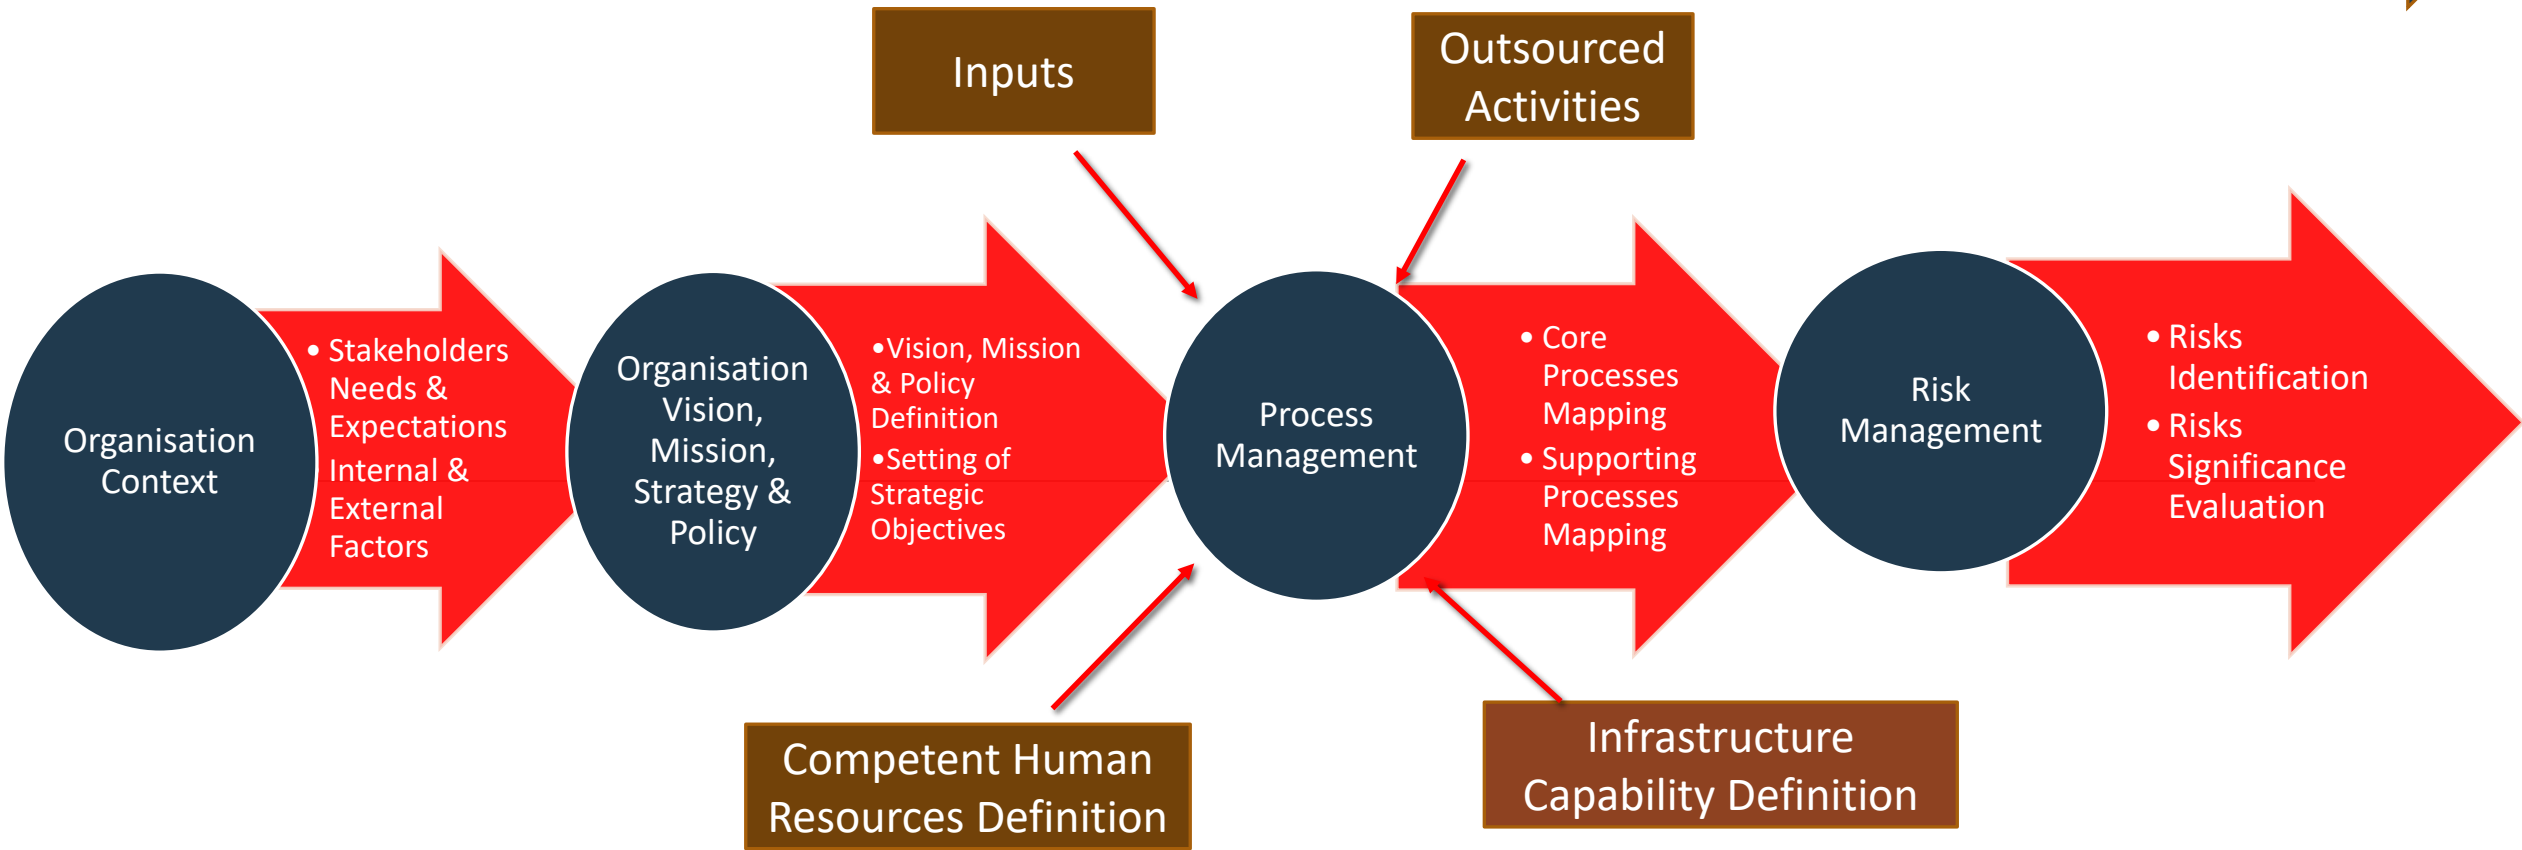 Inputs
Outsourced
Activities
Organisation
Context
• Stakeholders
Needs &
Expectations
Internal &
External
Factors
Organisation
Vision,
Mission,
Strategy &
Policy
•Vision, Mission
& Policy
Definition
•Setting of
Strategic
Objectives
Process
Management
• Core
Processes
Mapping
• Supporting
Processes
Mapping
Risk
Management
• Risks
Identification
• Risks
Significance
Evaluation
Competent Human
Resources Definition
Infrastructure
Capability Definition